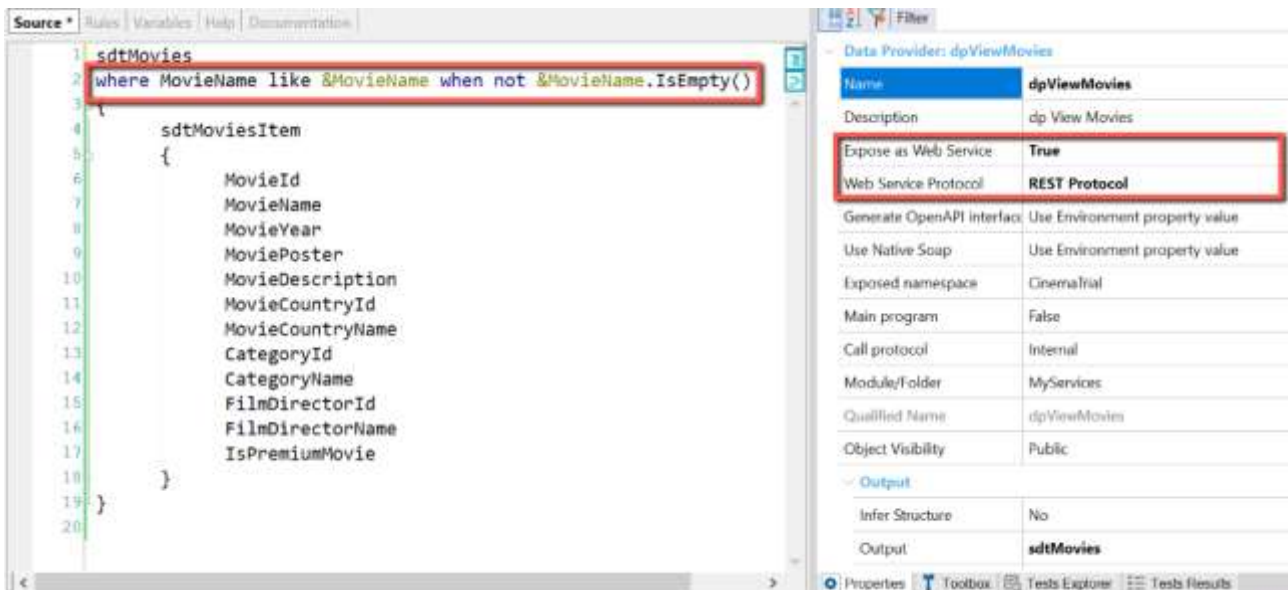 Source * Rules Variables Help Documentation
1 sdtMovies
2 where MovieName like &MovieName when not &MovieName.IsEmpty()
3 {
4 sdtMoviesItem
5 {
6 MovieId
7 MovieName
8 MovieYear
9 MoviePoster
10 MovieDescription
11 MovieCountryId
12 MovieCountryName
13 CategoryId
14 CategoryName
15 FilmDirectorId
16 FilmDirectorName
17 IsPremiumMovie
18 }
19 }
20
Filter
Data Provider: dpViewMovies
Name dpViewMovies
Description dp View Movies
Expose as Web Service True
Web Service Protocol REST Protocol
Generate OpenAPI interface Use Environment property value
Use Native Soap Use Environment property value
Exposed namespace CinemaTrial
Main program False
Call protocol Internal
Module/Folder MyServices
Qualified Name dpViewMovies
Object Visibility Public
Output
Infer Structure No
Output sdtMovies
Properties Toolbox Tests Explorer Tests Results